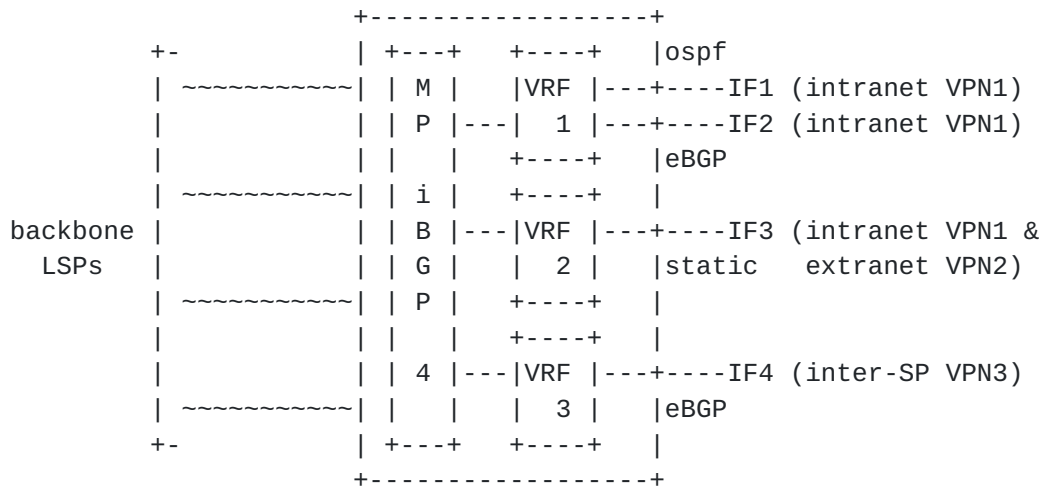 +------------------+
       +-           | +---+  +----+   |ospf
       | ~~~~~~~~~~~| | M |   |VRF |---+----IF1 (intranet VPN1)
       |            | | P |---|  1 |---+----IF2 (intranet VPN1)
       |            | |   |   +----+   |eBGP
       | ~~~~~~~~~~~| | i |   +----+   |
backbone |          | | B |---|VRF |---+----IF3 (intranet VPN1 &
  LSPs |            | | G |   |  2 |   |static   extranet VPN2)
       | ~~~~~~~~~~~| | P |   +----+   |
       |            | |   |   +----+   |
       |            | | 4 |---|VRF |---+----IF4 (inter-SP VPN3)
       | ~~~~~~~~~~~| |   |   |  3 |   |eBGP
       +-           | +---+   +----+   |
                    +------------------+